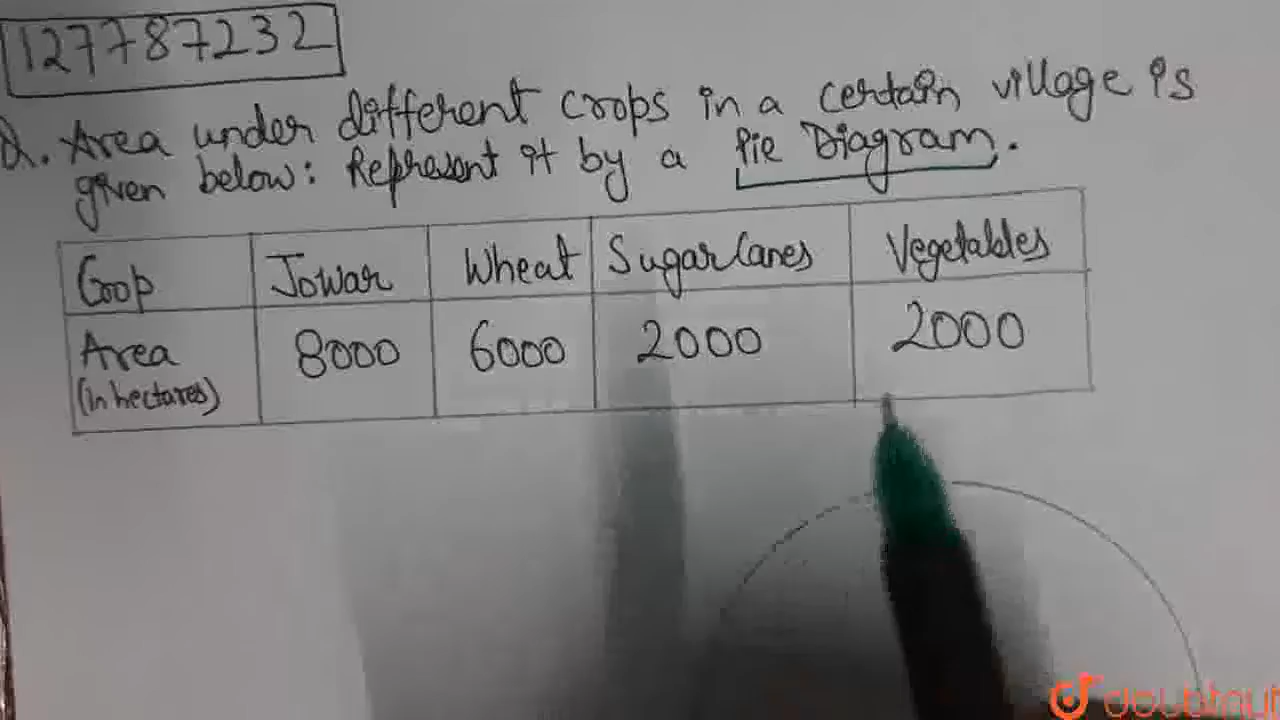 127787232
Q. Area under different crops in a certain village is
given below: Represent it by a Pie Diagram.
Crop Jowar Wheat Sugarcanes Vegetables
Area 8000 6000 2000 2000
(in hectares)
doubtnut